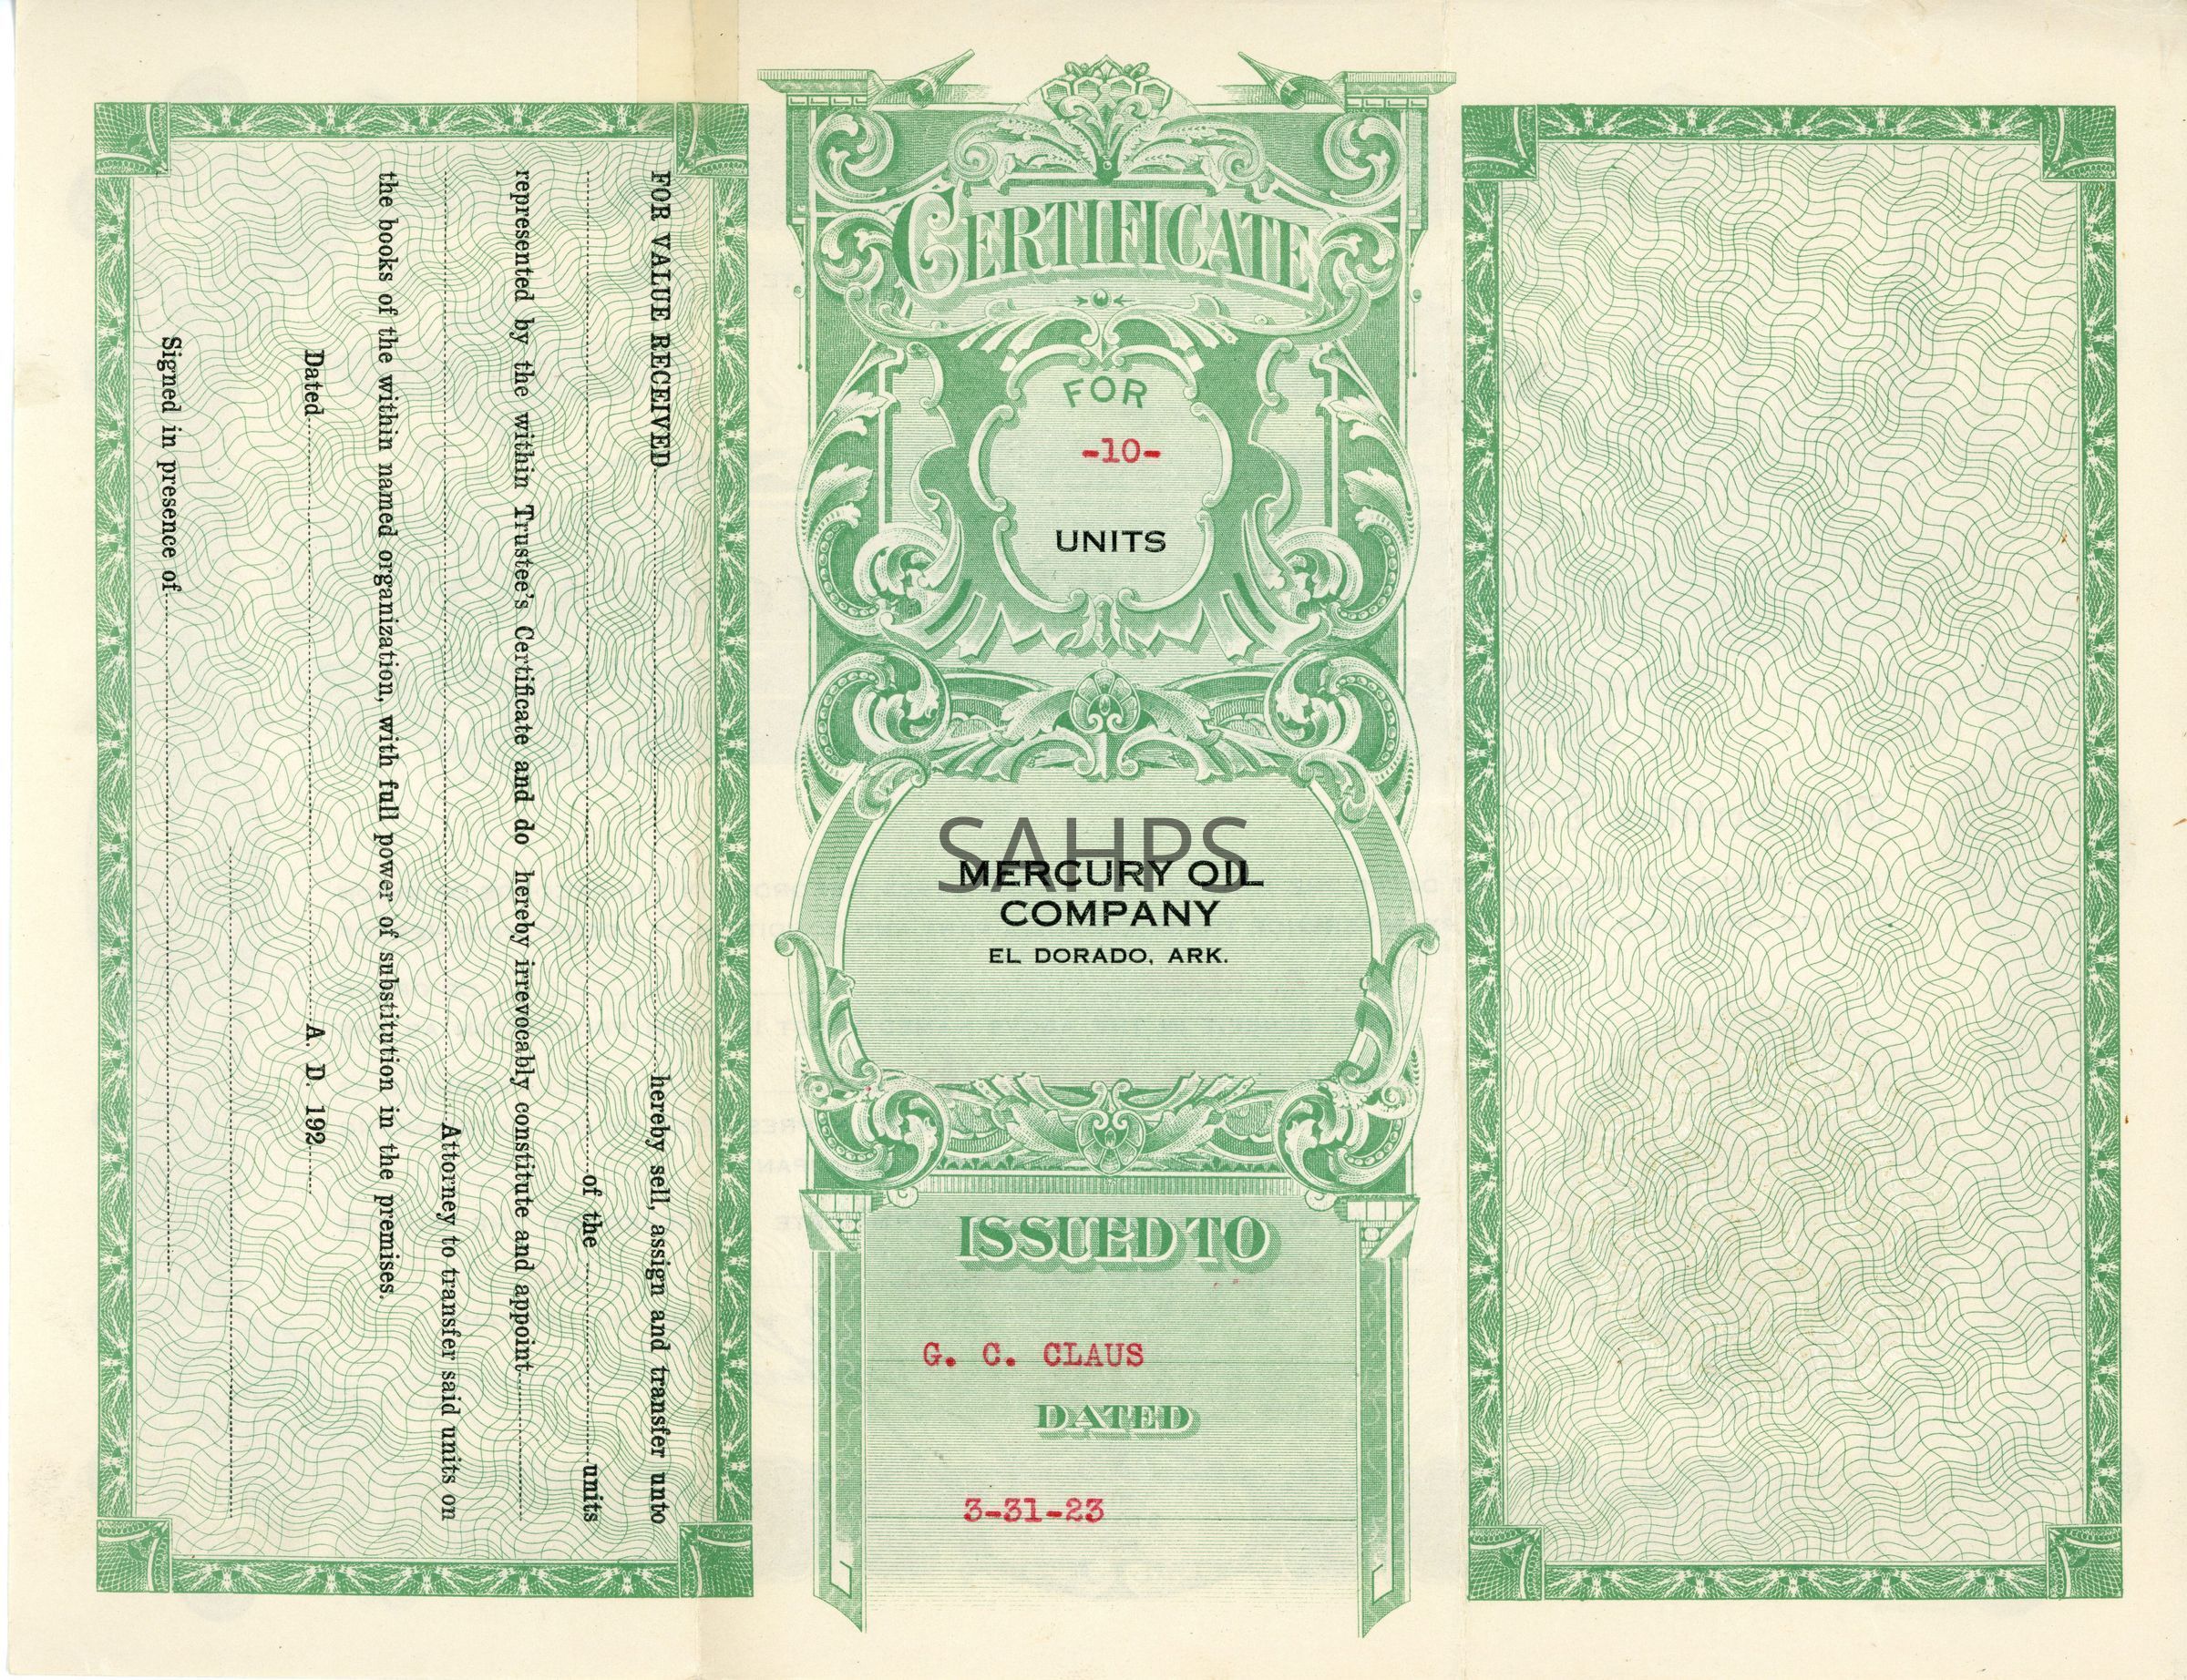 FOR VALUE RECEIVED hereby sell, assign and transfer unto
of the units
represented by the within Trustee's Certificate and do hereby irrevocably constitute and appoint
Attorney to transfer said units on
the books of the within named organization, with full power of substitution in the premises.
Dated A. D. 192
Signed in presence of
CERTIFICATE
FOR
-10-
UNITS
SAHPS
MERCURY OIL
COMPANY
EL DORADO, ARK.
ISSUED TO
G. C. CLAUS
DATED
3-31-23